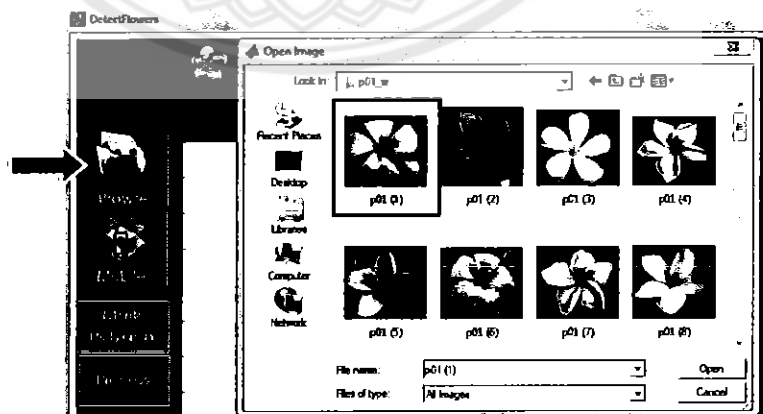 DetectFlowers
Open Image
Look In: p01_w
Recent Places
Desktop
Libraries
Computer
Network
p01 (1)
p01 (2)
p01 (3)
p01 (4)
p01 (5)
p01 (6)
p01 (7)
p01 (8)
File name: p01 (1) Open
Files of type: All Images Cancel